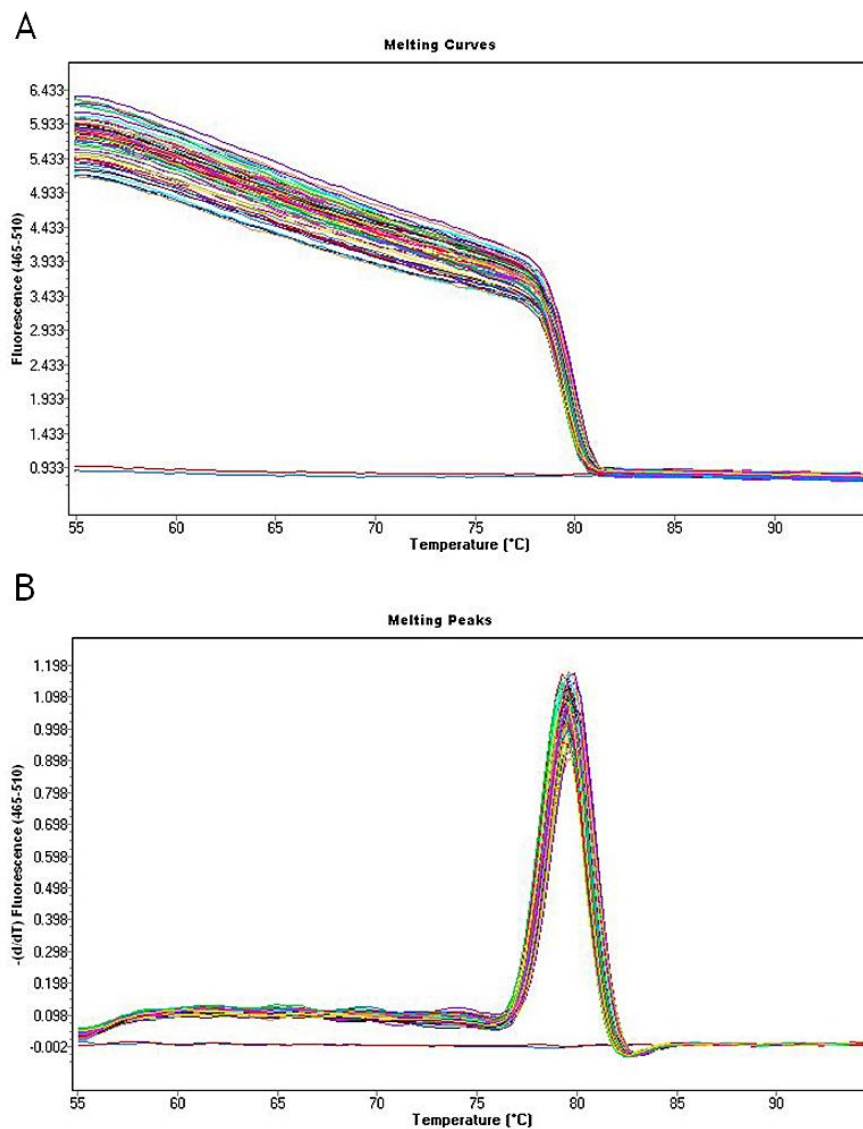 A
Melting Curves
Fluorescence (465-510)
6.433
5.933
5.433
4.933
4.433
3.933
3.433
2.933
2.433
1.933
1.433
0.933
55 60 65 70 75 80 85 90
Temperature (°C)
B
Melting Peaks
-(d/dT) Fluorescence (465-510)
1.198
1.098
0.998
0.898
0.798
0.698
0.598
0.498
0.398
0.298
0.198
0.098
-0.002
55 60 65 70 75 80 85 90
Temperature (°C)